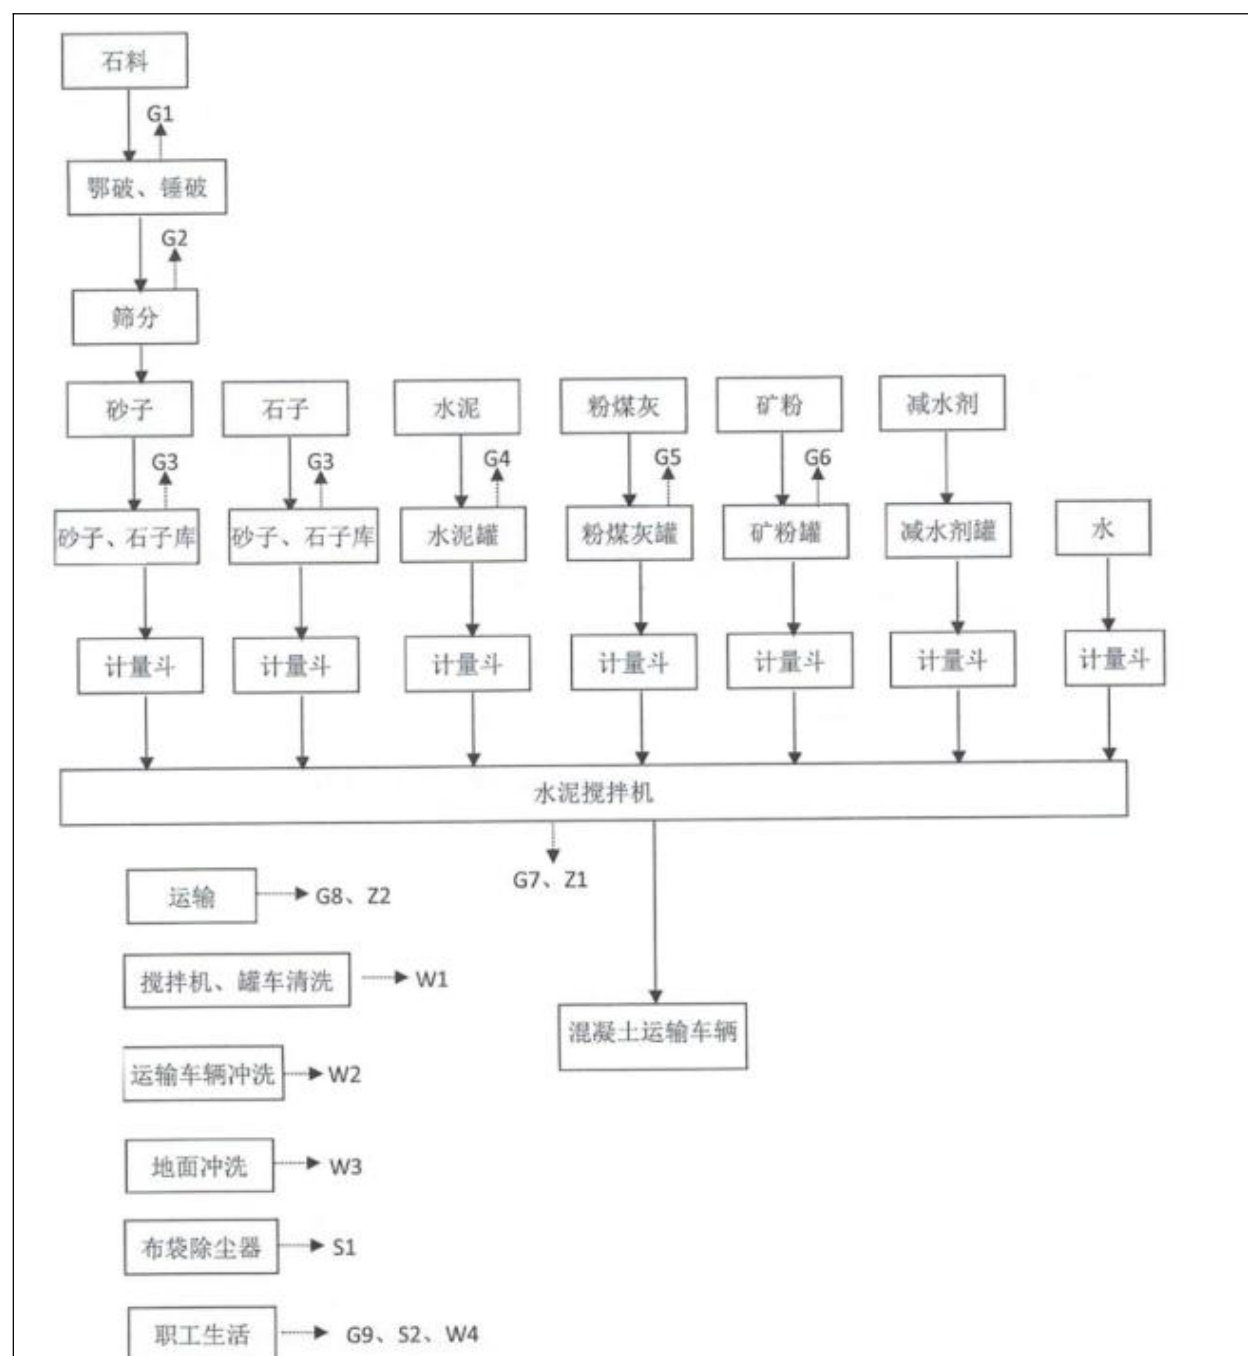 石料
G1
鄂破、锤破
G2
筛分
砂子 石子 水泥 粉煤灰 矿粉 减水剂
G3 G3 G4 G5 G6
砂子、石子库 砂子、石子库 水泥罐 粉煤灰罐 矿粉罐 减水剂罐 水
计量斗 计量斗 计量斗 计量斗 计量斗 计量斗 计量斗
水泥搅拌机
G7、Z1
运输 G8、Z2
搅拌机、罐车清洗 W1
混凝土运输车辆
运输车辆冲洗 W2
地面冲洗 W3
布袋除尘器 S1
职工生活 G9、S2、W4